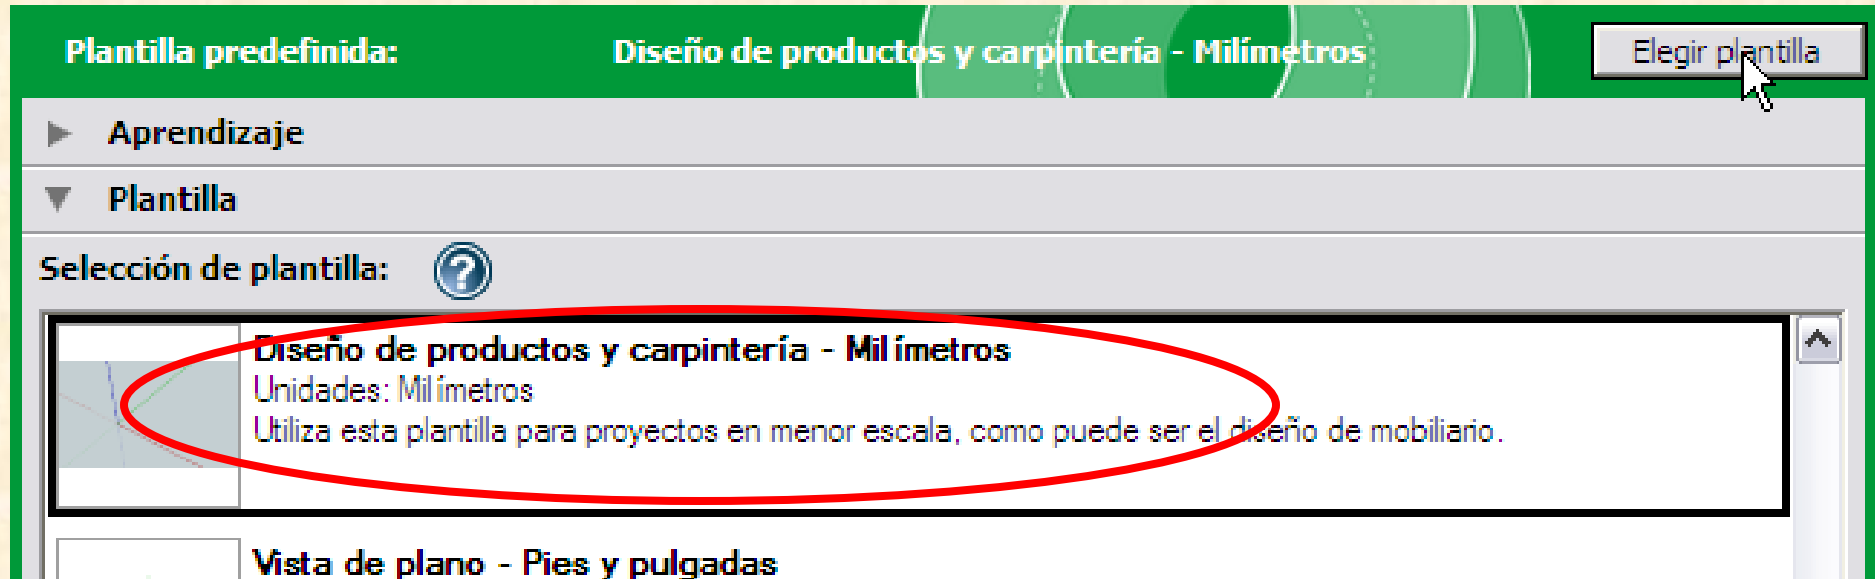 Plantilla predefinida: Diseño de productos y carpintería - Milímetros Elegir plantilla
Aprendizaje
Plantilla
Selección de plantilla:
Diseño de productos y carpintería - Milímetros
Unidades: Milímetros
Utiliza esta plantilla para proyectos en menor escala, como puede ser el diseño de mobiliario.
Vista de plano - Pies y pulgadas